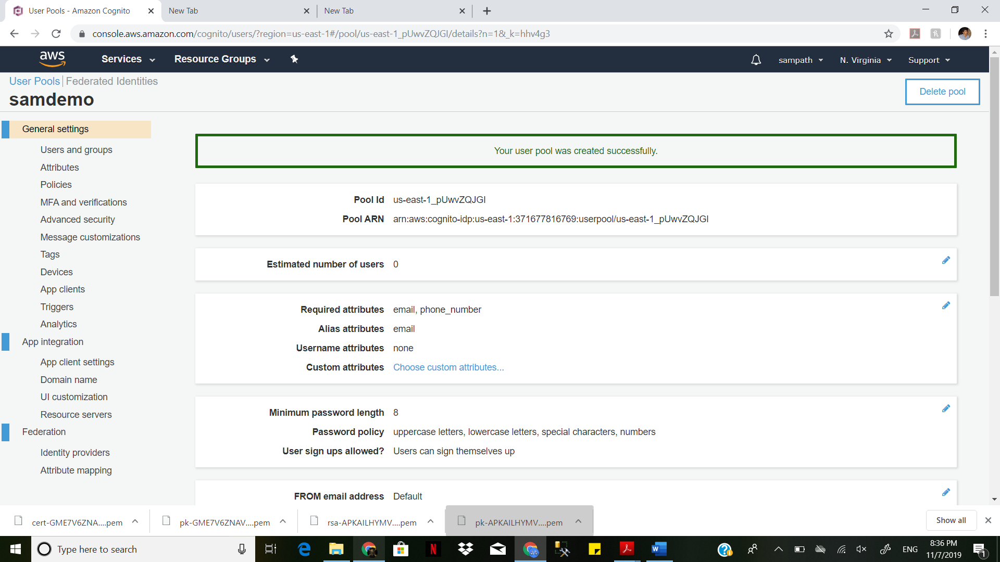 User Pools - Amazon Cognito
New Tab
New Tab
console.aws.amazon.com/cognito/users/?region=us-east-1#/pool/us-east-1_pUwvZQJGI/details?n=1&_k=hhv4g3
aws
Services
Resource Groups
sampath
N. Virginia
Support
User Pools
Federated Identities
samdemo
Delete pool
General settings
Users and groups
Attributes
Policies
MFA and verifications
Advanced security
Message customizations
Tags
Devices
App clients
Triggers
Analytics
App integration
App client settings
Domain name
UI customization
Resource servers
Federation
Identity providers
Attribute mapping
Your user pool was created successfully.
Pool Id us-east-1_pUwvZQJGI
Pool ARN arn:aws:cognito-idp:us-east-1:371677816769:userpool/us-east-1_pUwvZQJGI
Estimated number of users 0
Required attributes email, phone_number
Alias attributes email
Username attributes none
Custom attributes Choose custom attributes...
Minimum password length 8
Password policy uppercase letters, lowercase letters, special characters, numbers
User sign ups allowed? Users can sign themselves up
FROM email address Default
cert-GME7V6ZNA....pem
pk-GME7V6ZNAV....pem
rsa-APKAILHYMV....pem
pk-APKAILHYMV....pem
Show all
Type here to search
ENG
8:36 PM
11/7/2019
1